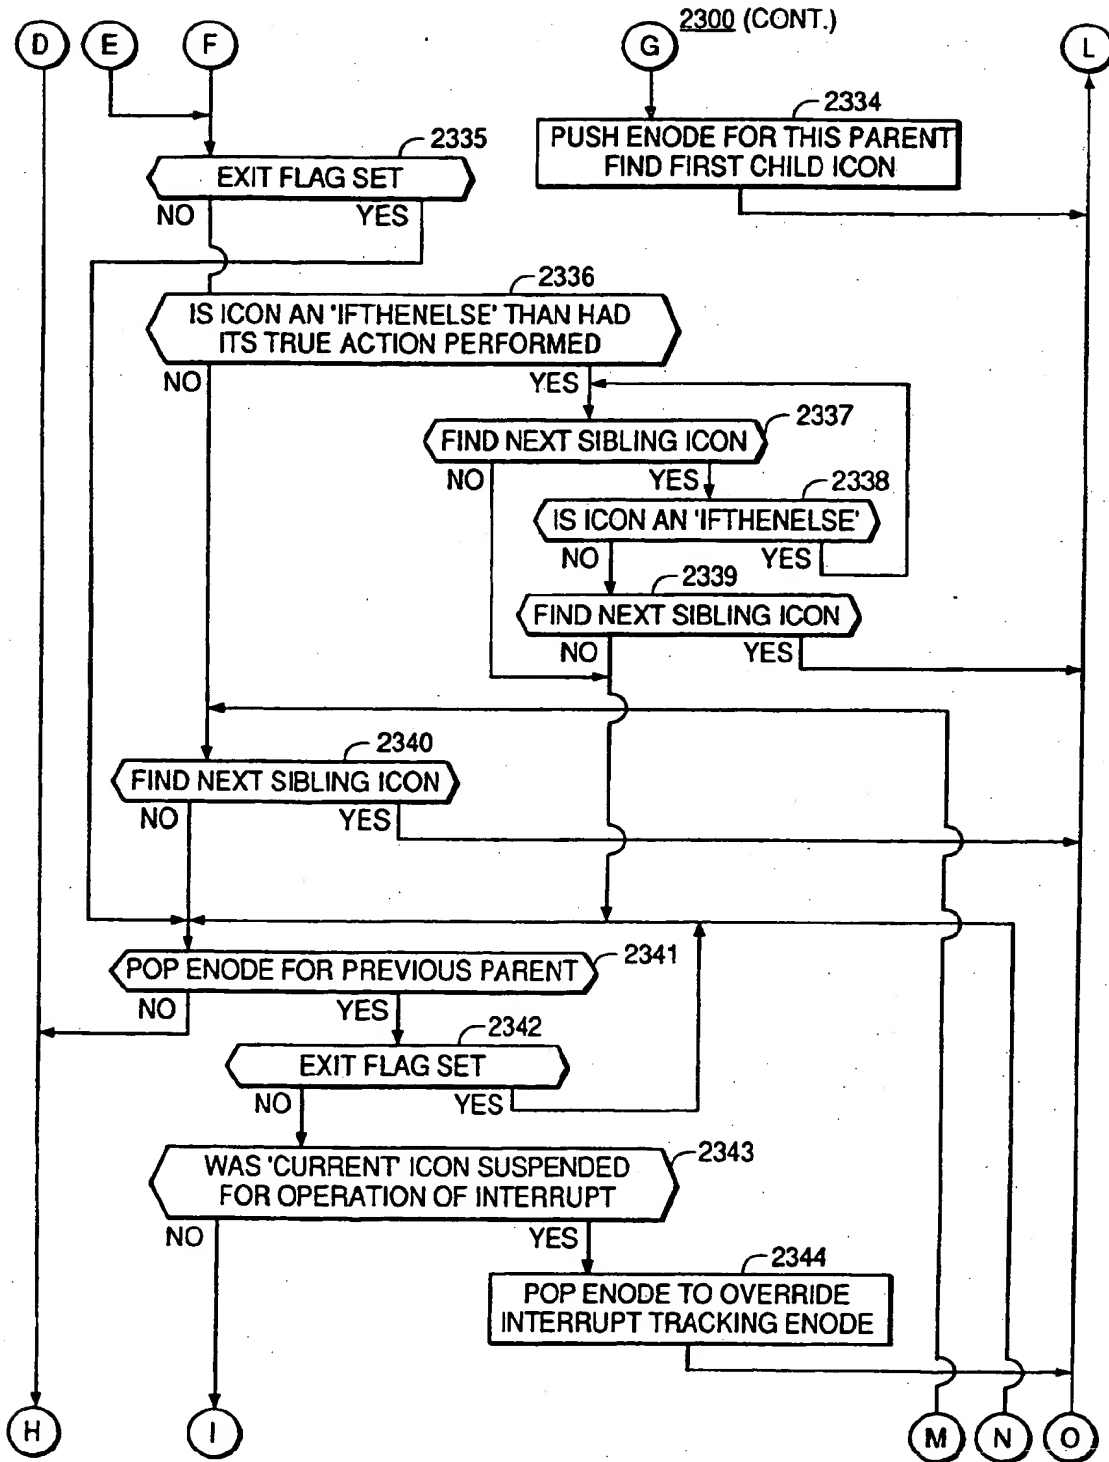 2300 (CONT.)
D
E
F
G
L
2334
PUSH ENODE FOR THIS PARENT
FIND FIRST CHILD ICON
2335
EXIT FLAG SET
NO
YES
2336
IS ICON AN 'IFTHENELSE' THAN HAD
ITS TRUE ACTION PERFORMED
NO
YES
2337
FIND NEXT SIBLING ICON
NO
YES
2338
IS ICON AN 'IFTHENELSE'
NO
YES
2339
FIND NEXT SIBLING ICON
NO
YES
2340
FIND NEXT SIBLING ICON
NO
YES
2341
POP ENODE FOR PREVIOUS PARENT
NO
YES
2342
EXIT FLAG SET
NO
YES
2343
WAS 'CURRENT' ICON SUSPENDED
FOR OPERATION OF INTERRUPT
NO
YES
2344
POP ENODE TO OVERRIDE
INTERRUPT TRACKING ENODE
H
I
M
N
O